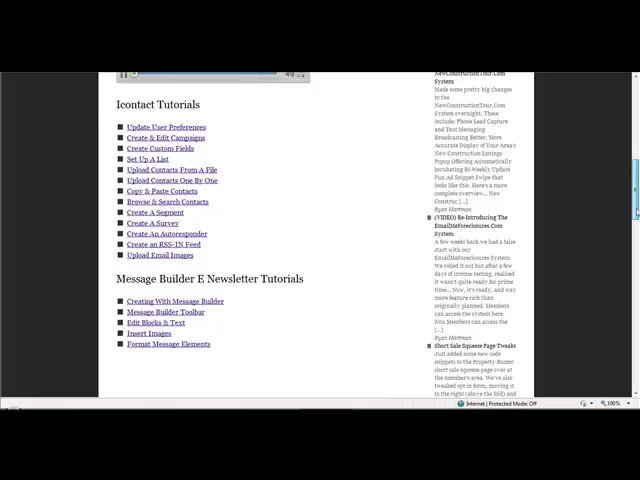 Icontact Tutorials
Update User Preferences
Create & Edit Campaigns
Create Custom Fields
Set Up A List
Upload Contacts From A File
Upload Contacts One By One
Copy & Paste Contacts
Browse & Search Contacts
Create A Segment
Create A Survey
Create An Autoresponder
Create an RSS-IN Feed
Upload Email Images
Message Builder E Newsletter Tutorials
Creating With Message Builder
Message Builder Toolbar
Edit Blocks & Text
Insert Images
Format Message Elements
NewConstructionTour.Com
System
Made some pretty big changes
to the
NewConstructionTour.Com
System overnight. These
include: Phone Lead Capture
and Text Messaging
Broadcasting Better, More
Accurate Display of Your Area's
New Construction Listings
Popup Offering Automatically
Incubating Bi-Weekly Update
Fun Ad Snippet Swipe that
looks like this. Here's a more
complete overview... New
Construc [...]
Ryan Hartman
(VIDEO) Re-Introducing The
EmailMeForeclosures.Com
System
A few weeks back we had a false
start with our
EmailMeForeclosures System.
We rolled it out but after a few
days of intense testing, realized
it wasn't quite ready for prime
time... Now, it's ready, and way
more feature rich than
originally planned. Members
can access the system here.
Non Members can access the
[...]
Ryan Hartman
Short Sale Squeeze Page Tweaks
Just added some new code
snippets to the Property Buzzer
short sale squeeze page over at
the member's area. We've also
tweaked opt in form, moving it
to the right (above the fold) and
Internet | Protected Mode: Off
100%